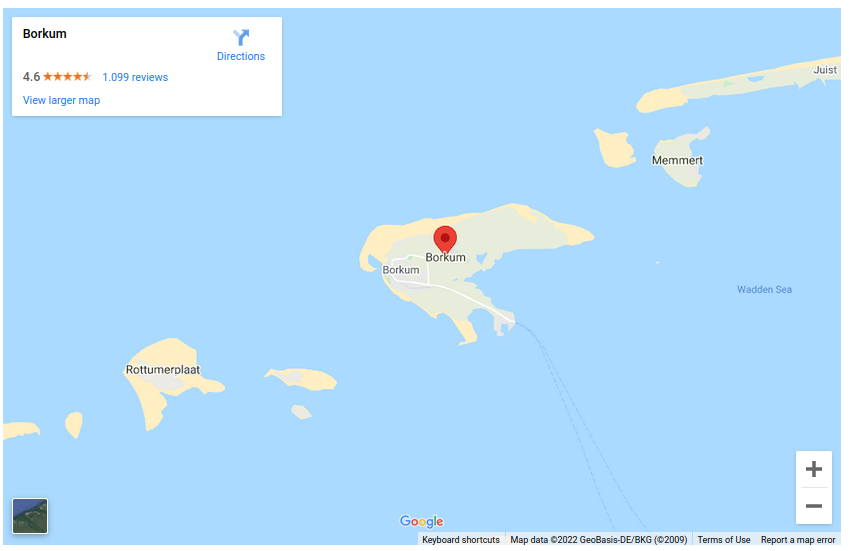 Borkum
Directions
4.6 1.099 reviews
View larger map
Juist
Memmert
Borkum
Borkum
Wadden Sea
Rottumerplaat
Google
Keyboard shortcuts Map data ©2022 GeoBasis-DE/BKG (©2009) Terms of Use Report a map error